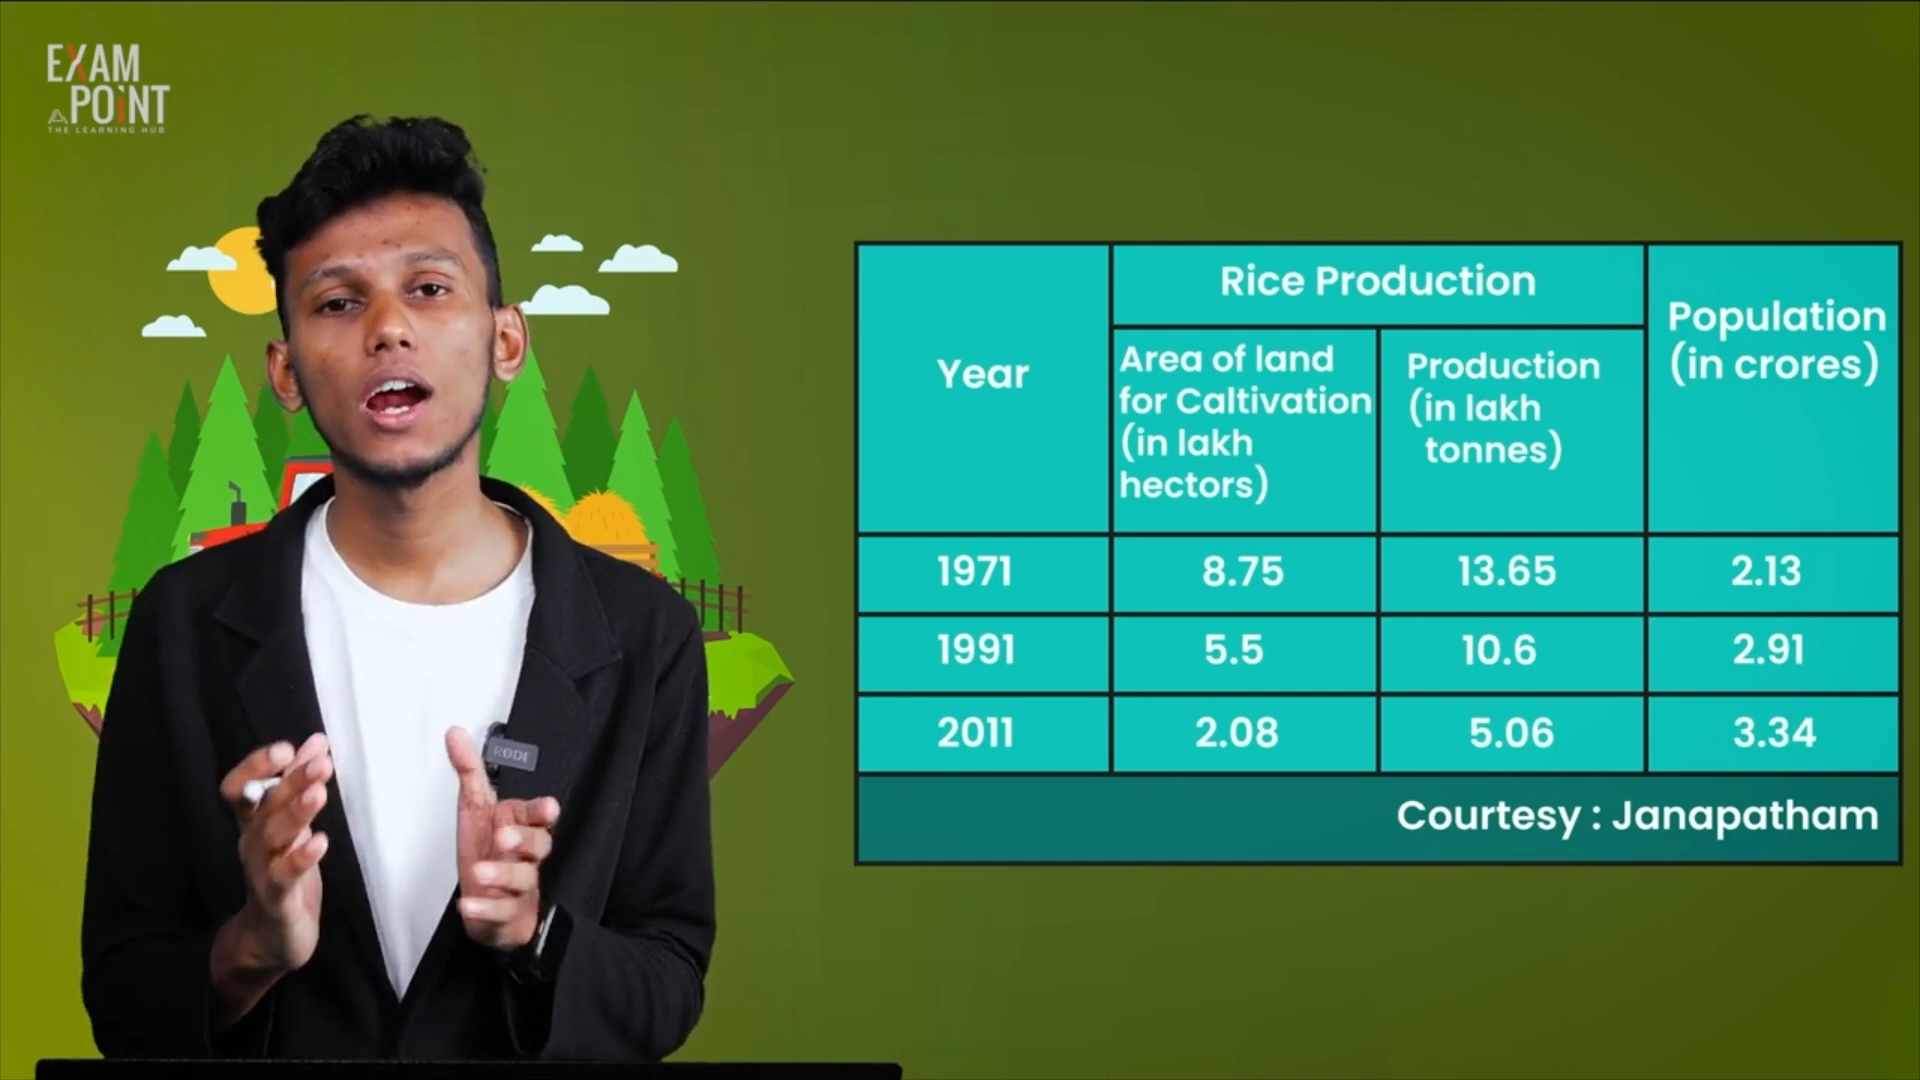 EXAM
POINT
THE LEARNING HUB
Year
Rice Production
Population
(in crores)
Area of land
for Caltivation
(in lakh
hectors)
Production
(in lakh
tonnes)
1971 8.75 13.65 2.13
1991 5.5 10.6 2.91
2011 2.08 5.06 3.34
Courtesy : Janapatham
RODE